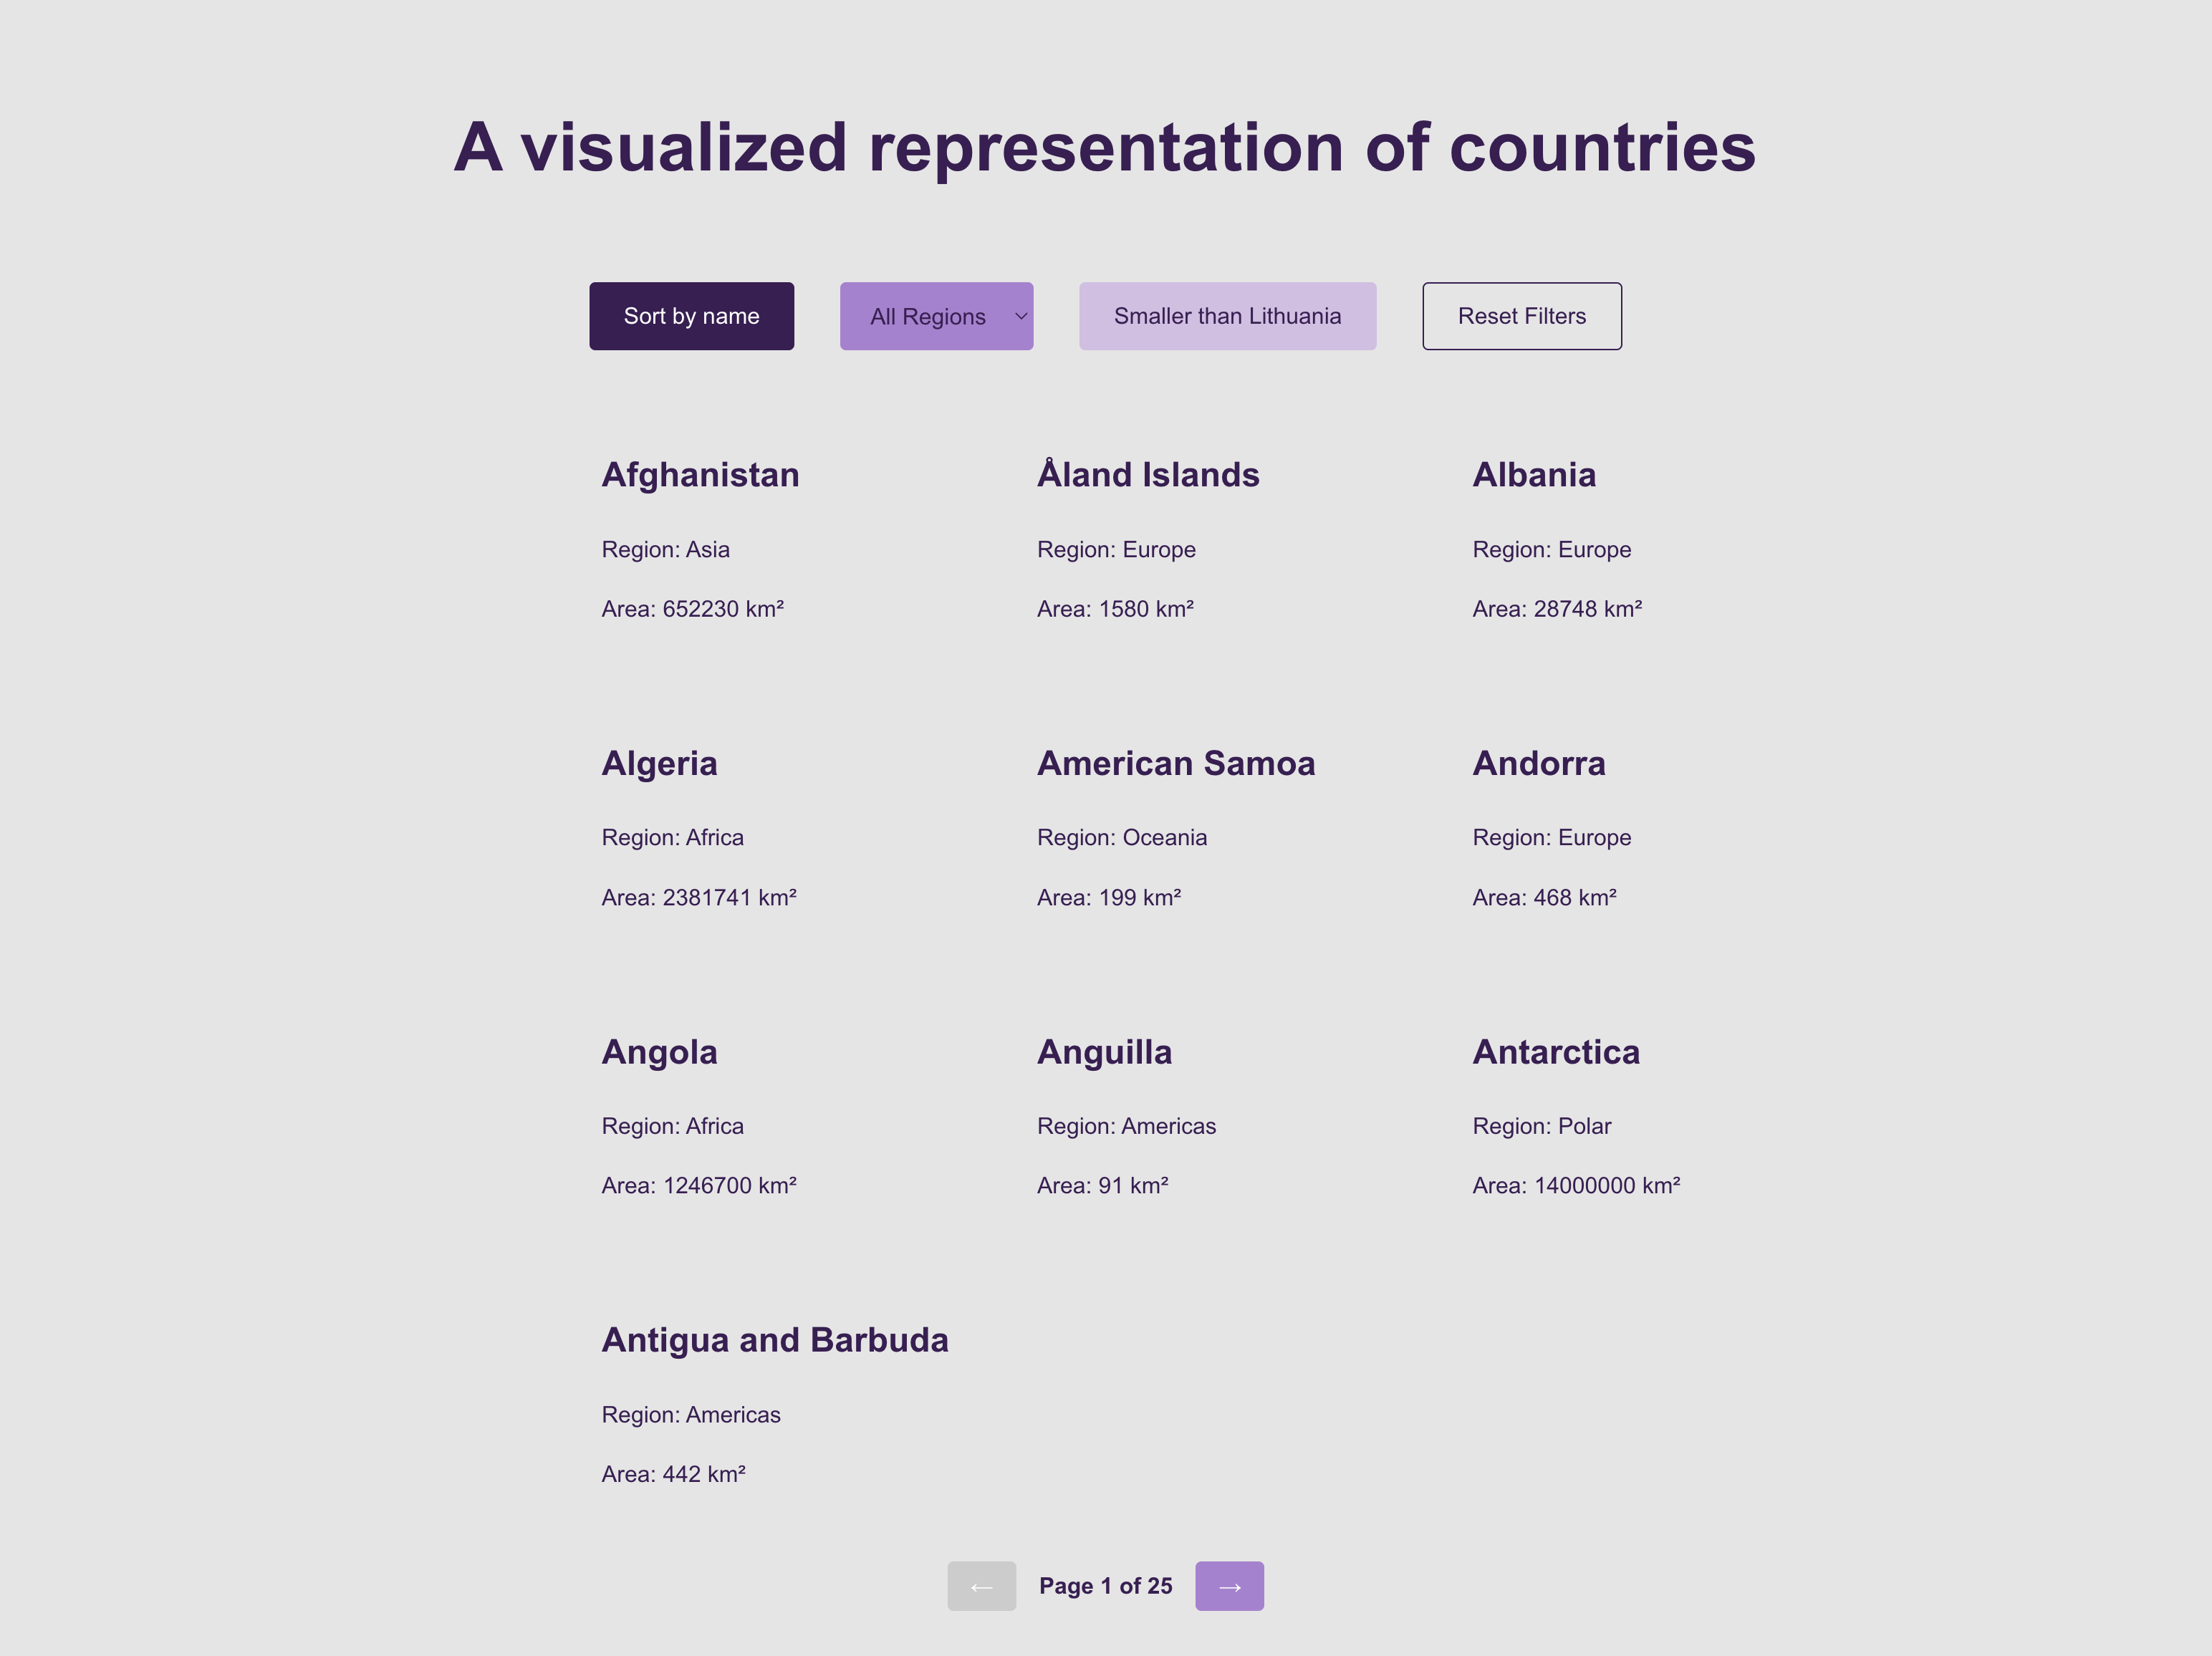 A visualized representation of countries
Sort by name
All Regions
Smaller than Lithuania
Reset Filters
Afghanistan
Region: Asia
Area: 652230 km²
Åland Islands
Region: Europe
Area: 1580 km²
Albania
Region: Europe
Area: 28748 km²
Algeria
Region: Africa
Area: 2381741 km²
American Samoa
Region: Oceania
Area: 199 km²
Andorra
Region: Europe
Area: 468 km²
Angola
Region: Africa
Area: 1246700 km²
Anguilla
Region: Americas
Area: 91 km²
Antarctica
Region: Polar
Area: 14000000 km²
Antigua and Barbuda
Region: Americas
Area: 442 km²
← Page 1 of 25 →